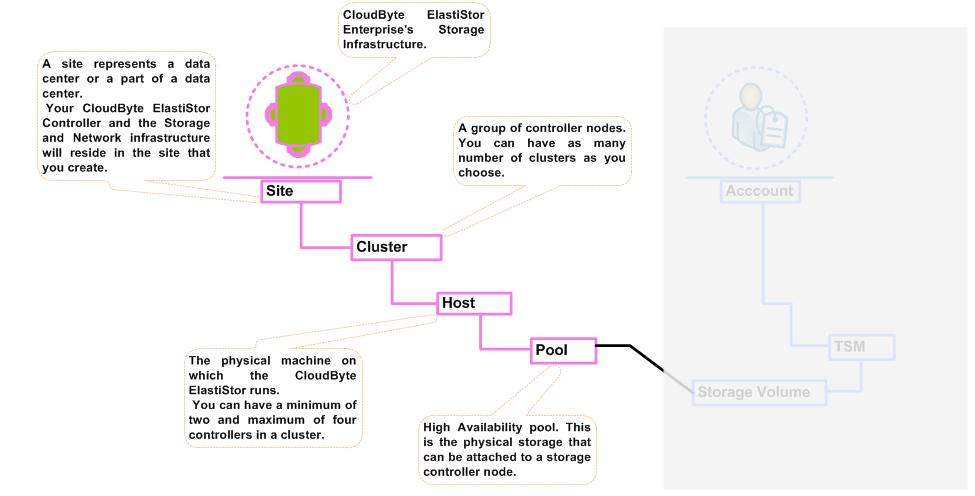 CloudByte ElastiStor
Enterprise's Storage
Infrastructure.
A site represents a data
center or a part of a data
center.
Your CloudByte ElastiStor
Controller and the Storage
and Network infrastructure
will reside in the site that
you create.
A group of controller nodes.
You can have as many
number of clusters as you
choose.
Site
Acccount
Cluster
Host
Pool
TSM
Storage Volume
The physical machine on
which the CloudByte
ElastiStor runs.
You can have a minimum of
two and maximum of four
controllers in a cluster.
High Availability pool. This
is the physical storage that
can be attached to a storage
controller node.